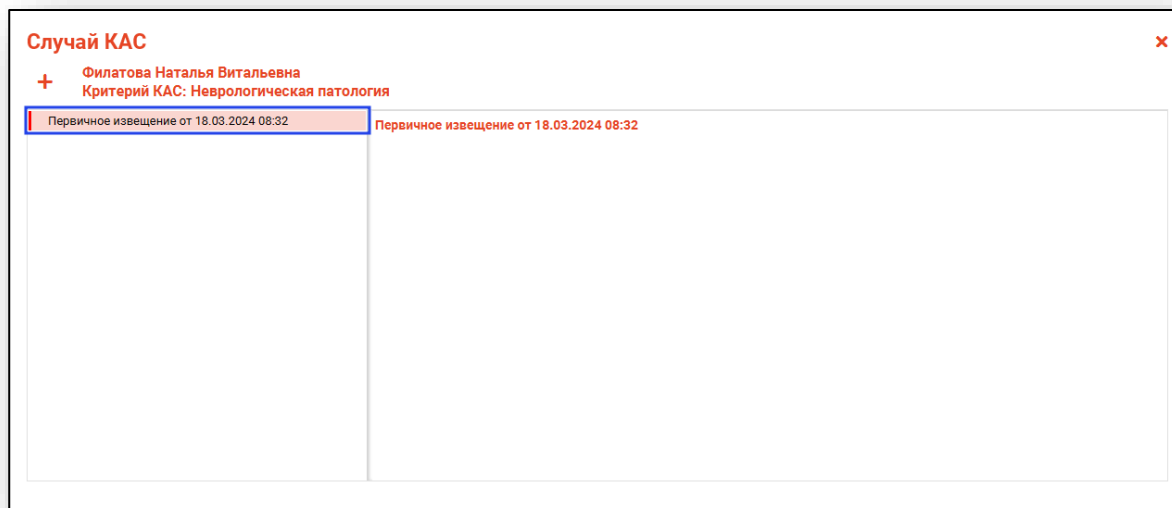 Случай КАС
Филатова Наталья Витальевна
Критерий КАС: Неврологическая патология
Первичное извещение от 18.03.2024 08:32
Первичное извещение от 18.03.2024 08:32